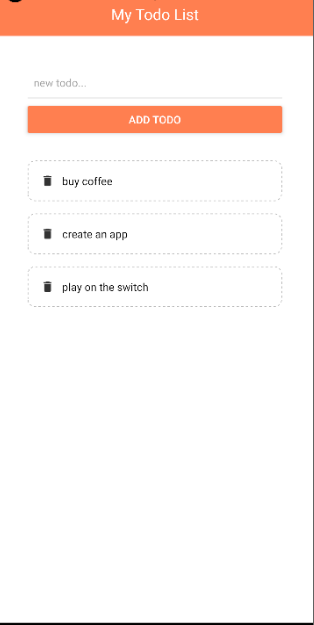 My Todo List
new todo...
ADD TODO
buy coffee
create an app
play on the switch